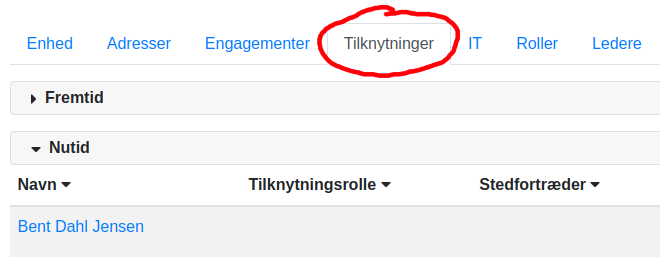 Enhed Adresser Engagementer Tilknytninger IT Roller Ledere
Fremtid
Nutid
Navn Tilknytningsrolle Stedfortræder
Bent Dahl Jensen